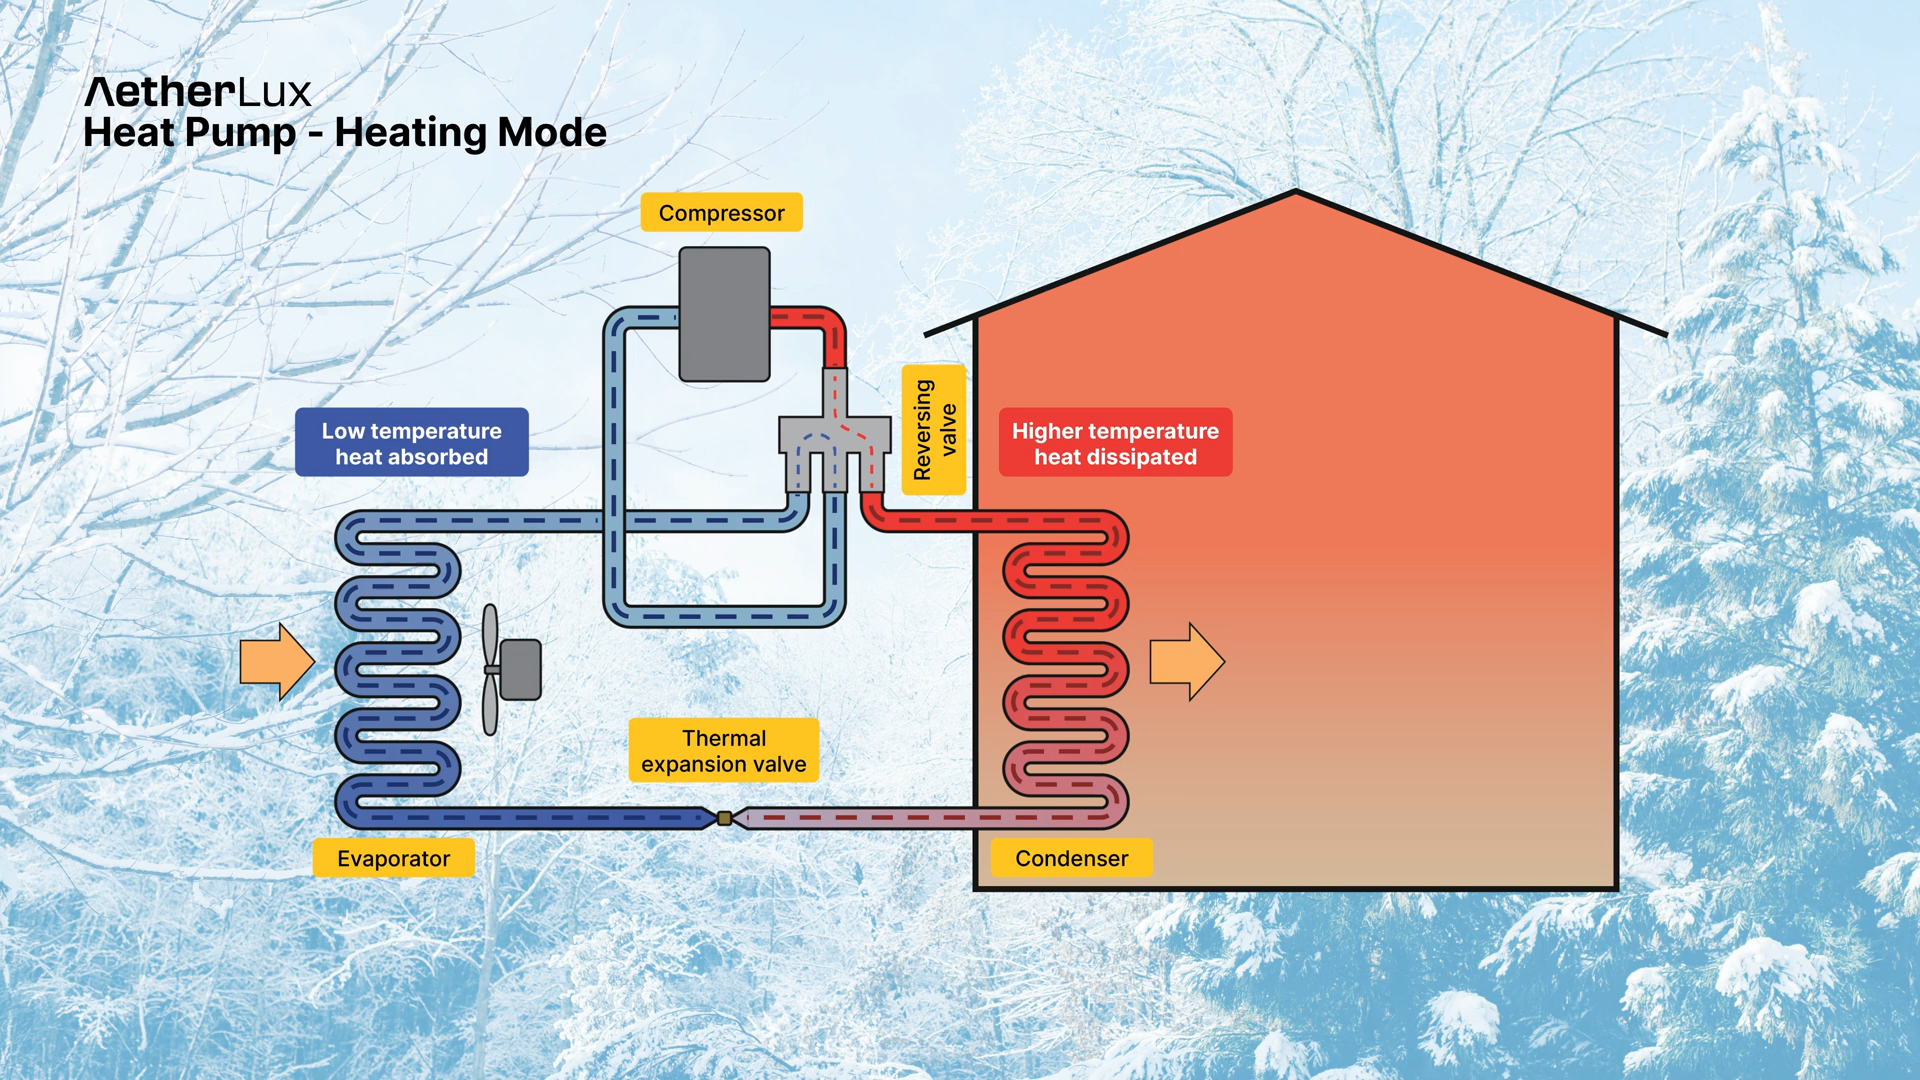 AetherLux
Heat Pump - Heating Mode
Compressor
Reversing
valve
Low temperature
heat absorbed
Higher temperature
heat dissipated
Thermal
expansion valve
Evaporator
Condenser